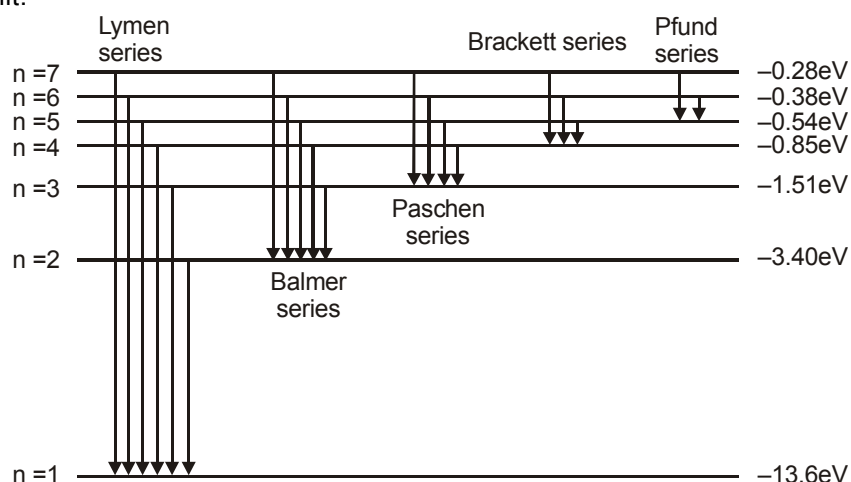 Lymen
series
Brackett series
Pfund
series
n =7
–0.28eV
n =6
–0.38eV
n =5
–0.54eV
n =4
–0.85eV
n =3
–1.51eV
Paschen
series
n =2
–3.40eV
Balmer
series
n =1
–13.6eV